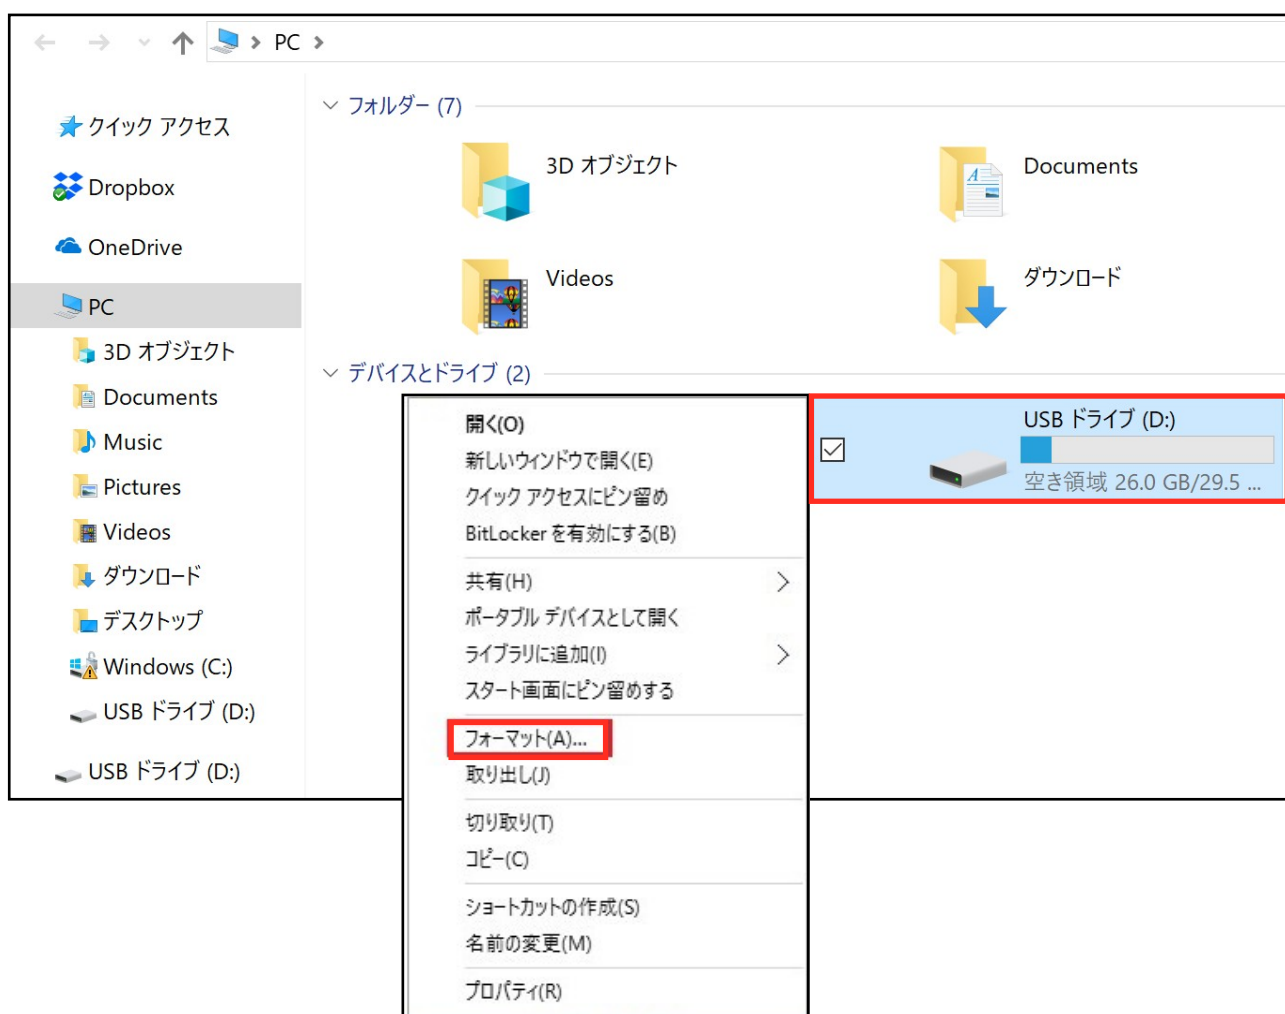 PC
クイック アクセス
Dropbox
OneDrive
PC
3D オブジェクト
Documents
Music
Pictures
Videos
ダウンロード
デスクトップ
Windows (C:)
USB ドライブ (D:)
USB ドライブ (D:)
フォルダー (7)
3D オブジェクト
Documents
Videos
ダウンロード
デバイスとドライブ (2)
USB ドライブ (D:)
空き領域 26.0 GB/29.5 ...
開く(O)
新しいウィンドウで開く(E)
クイック アクセスにピン留め
BitLocker を有効にする(B)
共有(H)
ポータブル デバイスとして開く
ライブラリに追加(I)
スタート画面にピン留めする
フォーマット(A)...
取り出し(J)
切り取り(T)
コピー(C)
ショートカットの作成(S)
名前の変更(M)
プロパティ(R)